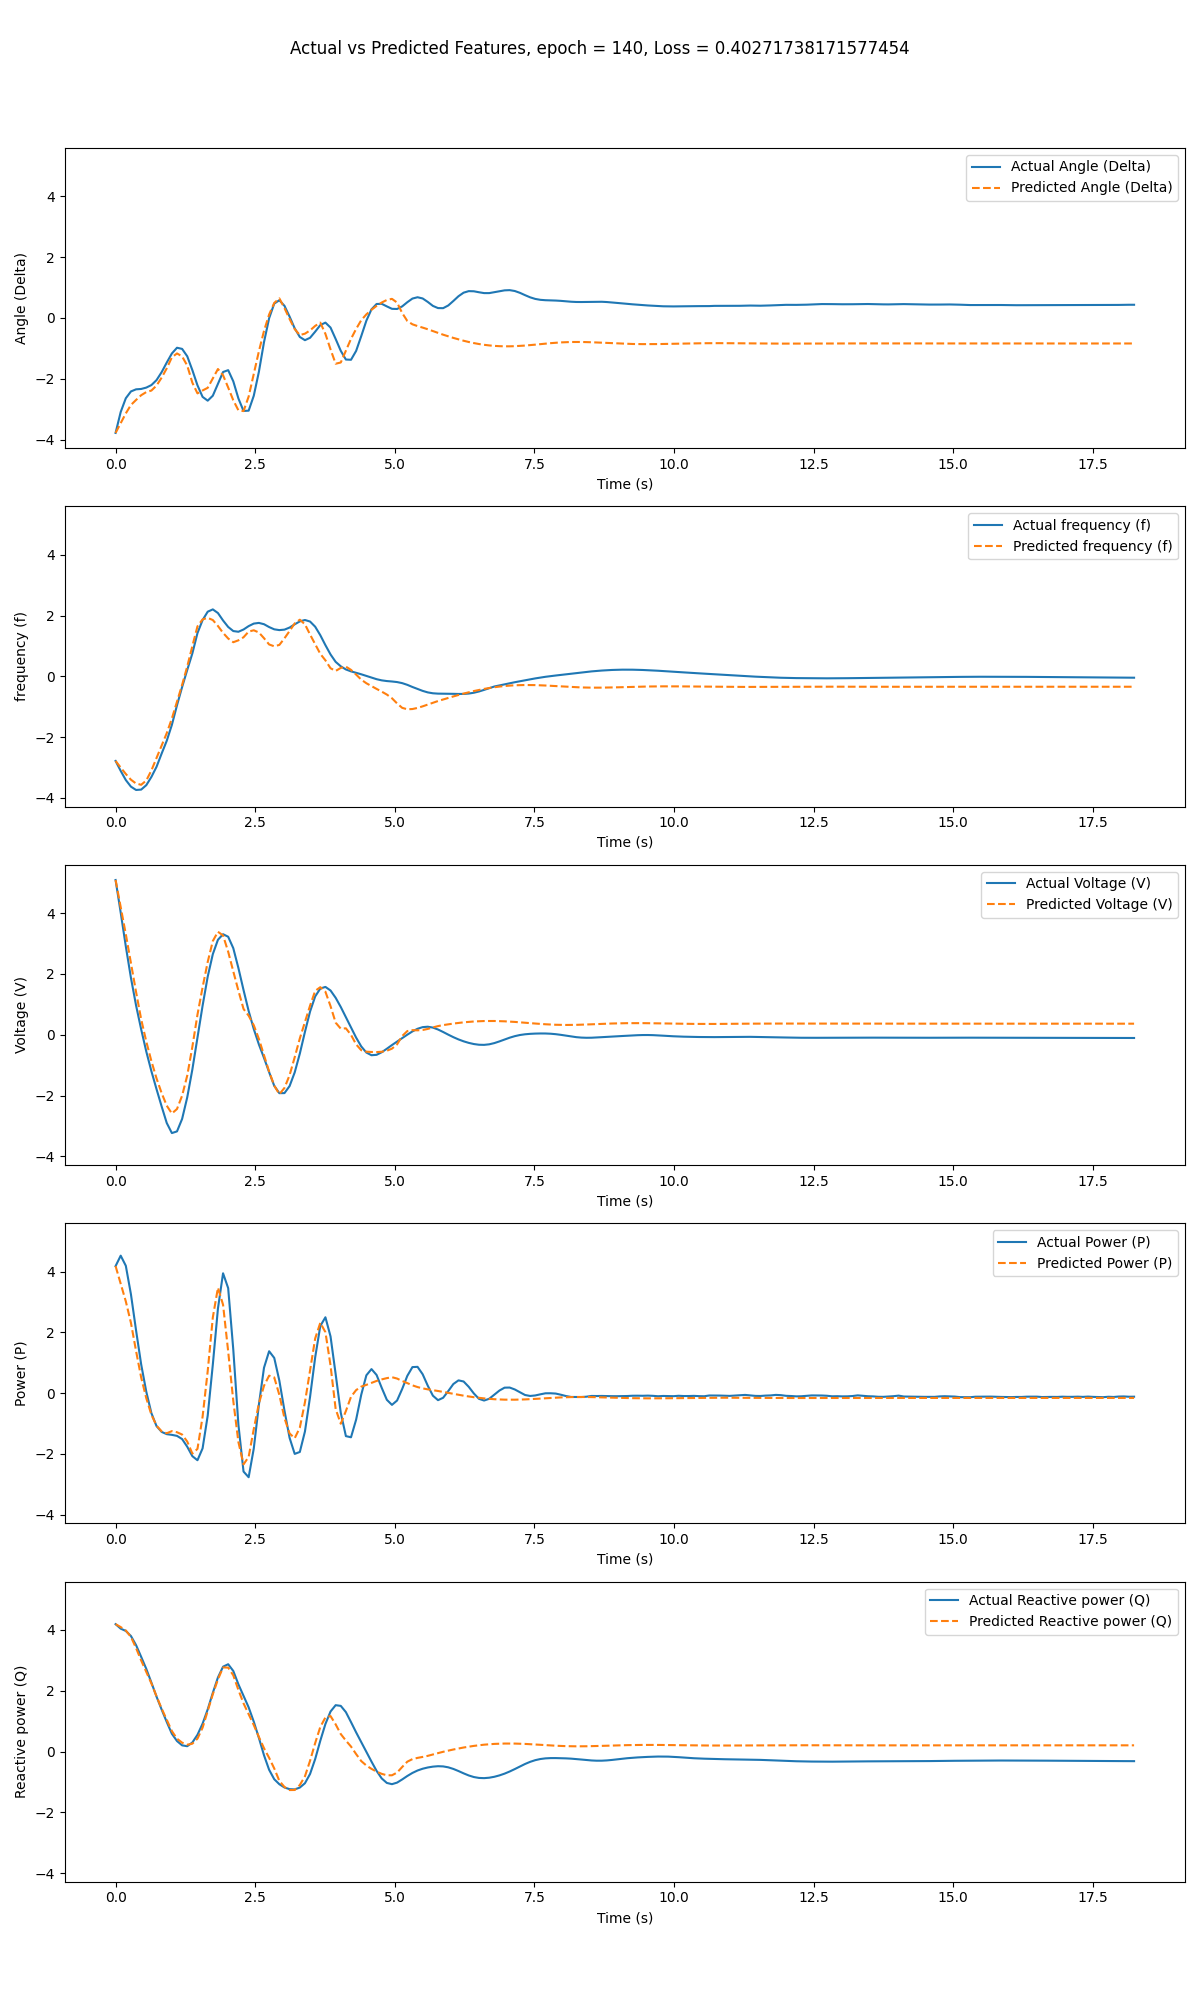 Actual vs Predicted Features, epoch = 140, Loss = 0.40271738171577454
Actual Angle (Delta)
Predicted Angle (Delta)
Angle (Delta)
4
2
0
−2
−4
0.0 2.5 5.0 7.5 10.0 12.5 15.0 17.5
Time (s)
Actual frequency (f)
Predicted frequency (f)
frequency (f)
4
2
0
−2
−4
0.0 2.5 5.0 7.5 10.0 12.5 15.0 17.5
Time (s)
Actual Voltage (V)
Predicted Voltage (V)
Voltage (V)
4
2
0
−2
−4
0.0 2.5 5.0 7.5 10.0 12.5 15.0 17.5
Time (s)
Actual Power (P)
Predicted Power (P)
Power (P)
4
2
0
−2
−4
0.0 2.5 5.0 7.5 10.0 12.5 15.0 17.5
Time (s)
Actual Reactive power (Q)
Predicted Reactive power (Q)
Reactive power (Q)
4
2
0
−2
−4
0.0 2.5 5.0 7.5 10.0 12.5 15.0 17.5
Time (s)